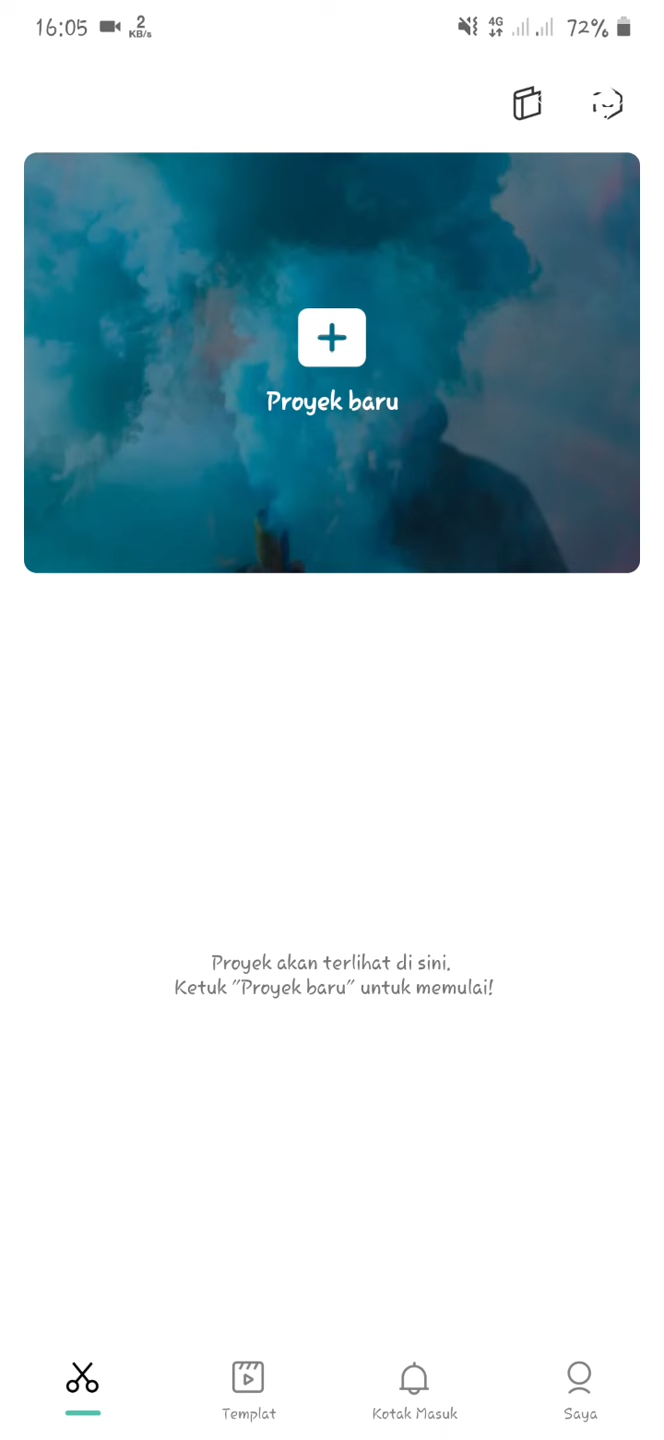 16:05 2 KB/s 4G 72%
Proyek baru
Proyek akan terlihat di sini.
Ketuk "Proyek baru" untuk memulai!
Templat Kotak Masuk Saya